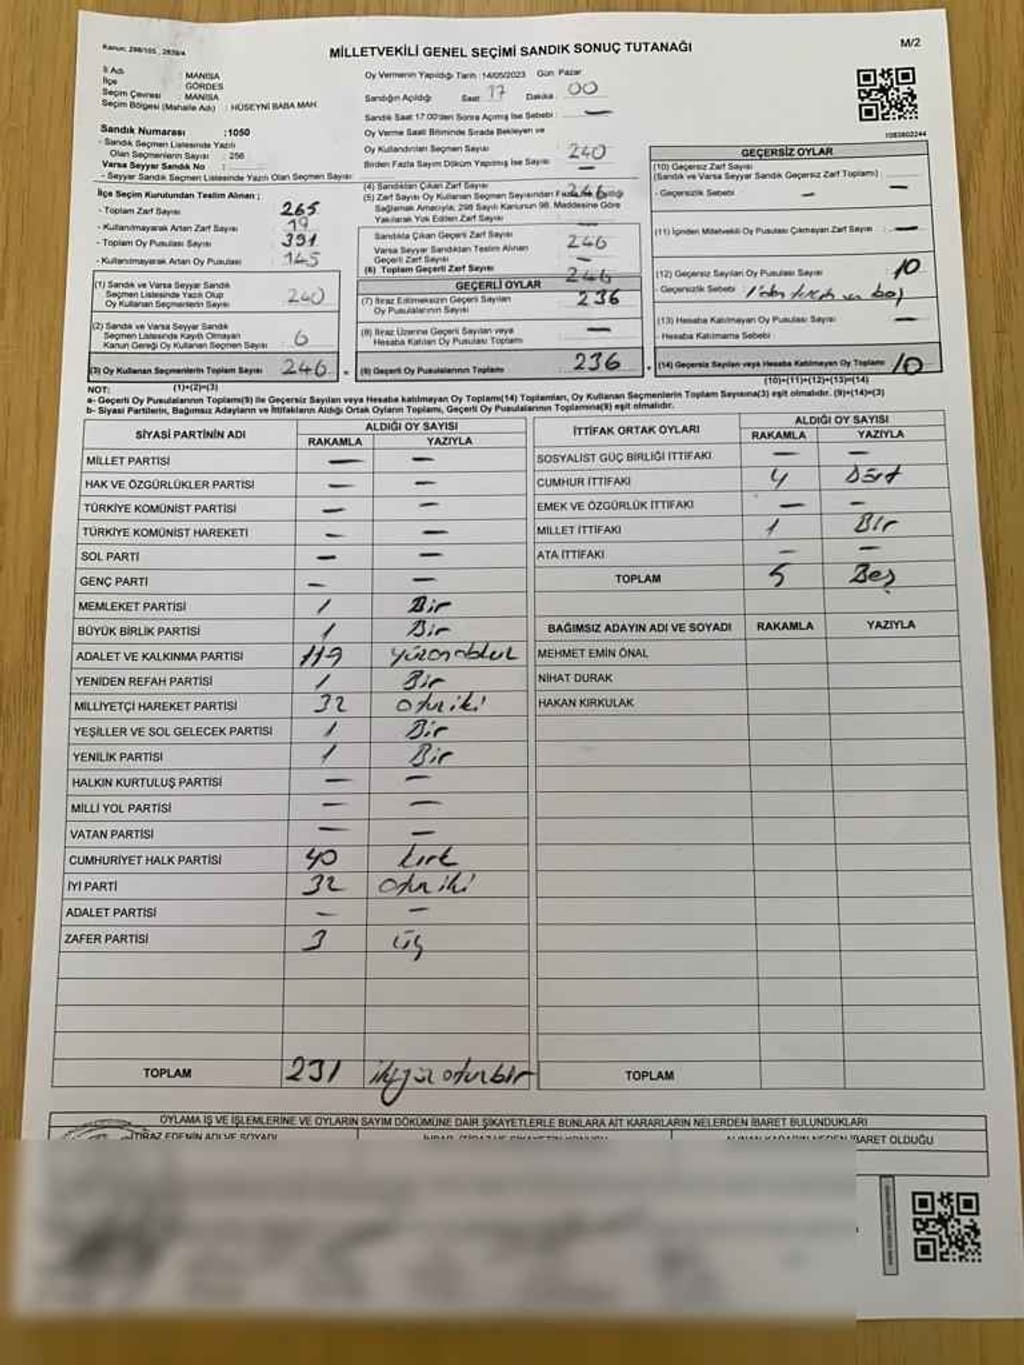 Kanun: 298/105, 2839/4
MİLLETVEKİLİ GENEL SEÇİMİ SANDIK SONUÇ TUTANAĞI
M/2
İl Adı : MANİSA
İlçe : GÖRDES
Seçim Çevresi : MANİSA
Seçim Bölgesi (Mahalle Adı) : HÜSEYNİ BABA MAH.
Oy Vermenin Yapıldığı Tarih :14/05/2023 Gün: Pazar
Sandığın Açıldığı Saat 17 Dakika 00
Sandık Saat 17.00'den Sonra Açılmış İse Sebebi : —
Oy Verme Saati Bitiminde Sırada Bekleyen ve
Oy Kullandırılan Seçmen Sayısı : 240
Birden Fazla Sayım Döküm Yapılmış İse Sayısı : —
1083602244
Sandık Numarası :1050
- Sandık Seçmen Listesinde Yazılı
Olan Seçmenlerin Sayısı : 256
Varsa Seyyar Sandık No :
- Seyyar Sandık Seçmen Listesinde Yazılı Olan Seçmen Sayısı :
İlçe Seçim Kurulundan Teslim Alınan ;
- Toplam Zarf Sayısı : 265
- Kullanılmayarak Artan Zarf Sayısı : 19
- Toplam Oy Pusulası Sayısı : 391
- Kullanılmayarak Artan Oy Pusulası : 145
(1) Sandık ve Varsa Seyyar Sandık
Seçmen Listesinde Yazılı Olup
Oy Kullanan Seçmenlerin Sayısı : 240
(2) Sandık ve Varsa Seyyar Sandık
Seçmen Listesinde Kayıtlı Olmayan
Kanun Gereği Oy Kullanan Seçmen Sayısı : 6
(3) Oy Kullanan Seçmenlerin Toplam Sayısı : 246
(4) Sandıktan Çıkan Zarf Sayısı : 246
(5) Zarf Sayısı Oy Kullanan Seçmen Sayısından
Sağlamak Amacıyla, 298 Sayılı Kanunun 98. Maddesine Göre
Yakılarak Yok Edilen Zarf Sayısı : —
Sandıkta Çıkan Geçerli Zarf Sayısı : 246
Varsa Seyyar Sandıktan Teslim Alınan
Geçerli Zarf Sayısı : —
(6) Toplam Geçerli Zarf Sayısı : 246
GEÇERLİ OYLAR
(7) İtiraz Edilmeksizin Geçerli Sayılan
Oy Pusulalarının Sayısı : 236
(8) İtiraz Üzerine Geçerli Sayılan veya
Hesaba Katılan Oy Pusulası Toplamı : —
(9) Geçerli Oy Pusulalarının Toplamı : 236
GEÇERSİZ OYLAR
(10) Geçersiz Zarf Sayısı
(Sandık ve Varsa Seyyar Sandık Geçersiz Zarf Toplamı) : —
- Geçersizlik Sebebi : —
(11) İçinden Milletvekili Oy Pusulası Çıkmayan Zarf Sayısı : —
(12) Geçersiz Sayılan Oy Pusulası Sayısı : 10
- Geçersizlik Sebebi :
(13) Hesaba Katılmayan Oy Pusulası Sayısı : —
- Hesaba Katılmama Sebebi :
(14) Geçersiz Sayılan veya Hesaba Katılmayan Oy Toplamı : 10
NOT: (1)+(2)=(3)
(10)+(11)+(12)+(13)=(14)
a- Geçerli Oy Pusulalarının Toplamı(9) ile Geçersiz Sayılan veya Hesaba katılmayan Oy Toplamı(14) Toplamları, Oy Kullanan Seçmenlerin Toplam Sayısına(3) eşit olmalıdır. (9)+(14)=(3)
b- Siyasi Partilerin, Bağımsız Adayların ve İttifakların Aldığı Ortak Oyların Toplamı, Geçerli Oy Pusulalarının Toplamına(9) eşit olmalıdır.
SİYASİ PARTİNİN ADI ALDIĞI OY SAYISI
RAKAMLA YAZIYLA
MİLLET PARTİSİ — —
HAK VE ÖZGÜRLÜKLER PARTİSİ — —
TÜRKİYE KOMÜNİST PARTİSİ — —
TÜRKİYE KOMÜNİST HAREKETİ — —
SOL PARTİ — —
GENÇ PARTİ — —
MEMLEKET PARTİSİ 1 Bir
BÜYÜK BİRLİK PARTİSİ 1 Bir
ADALET VE KALKINMA PARTİSİ 119
YENİDEN REFAH PARTİSİ 1 Bir
MİLLİYETÇİ HAREKET PARTİSİ 32 otuziki
YEŞİLLER VE SOL GELECEK PARTİSİ 1 Bir
YENİLİK PARTİSİ 1 Bir
HALKIN KURTULUŞ PARTİSİ — —
MİLLİ YOL PARTİSİ — —
VATAN PARTİSİ — —
CUMHURİYET HALK PARTİSİ 40 kırk
İYİ PARTİ 32 otuziki
ADALET PARTİSİ — —
ZAFER PARTİSİ 3 üç
TOPLAM 231 ikiyüz oturbir
İTTİFAK ORTAK OYLARI ALDIĞI OY SAYISI
RAKAMLA YAZIYLA
SOSYALİST GÜÇ BİRLİĞİ İTTİFAKI — —
CUMHUR İTTİFAKI 4 Dört
EMEK VE ÖZGÜRLÜK İTTİFAKI — —
MİLLET İTTİFAKI 1 Bir
ATA İTTİFAKI — —
TOPLAM 5 Beş
BAĞIMSIZ ADAYIN ADI VE SOYADI RAKAMLA YAZIYLA
MEHMET EMİN ÖNAL
NİHAT DURAK
HAKAN KIRKULAK
TOPLAM
OYLAMA İŞ VE İŞLEMLERİNE VE OYLARIN SAYIM DÖKÜMÜNE DAİR ŞİKAYETLERLE BUNLARA AİT KARARLARIN NELERDEN İBARET BULUNDUKLARI
İTİRAZ EDENİN ADI VE SOYADI
İBARET OLDUĞU